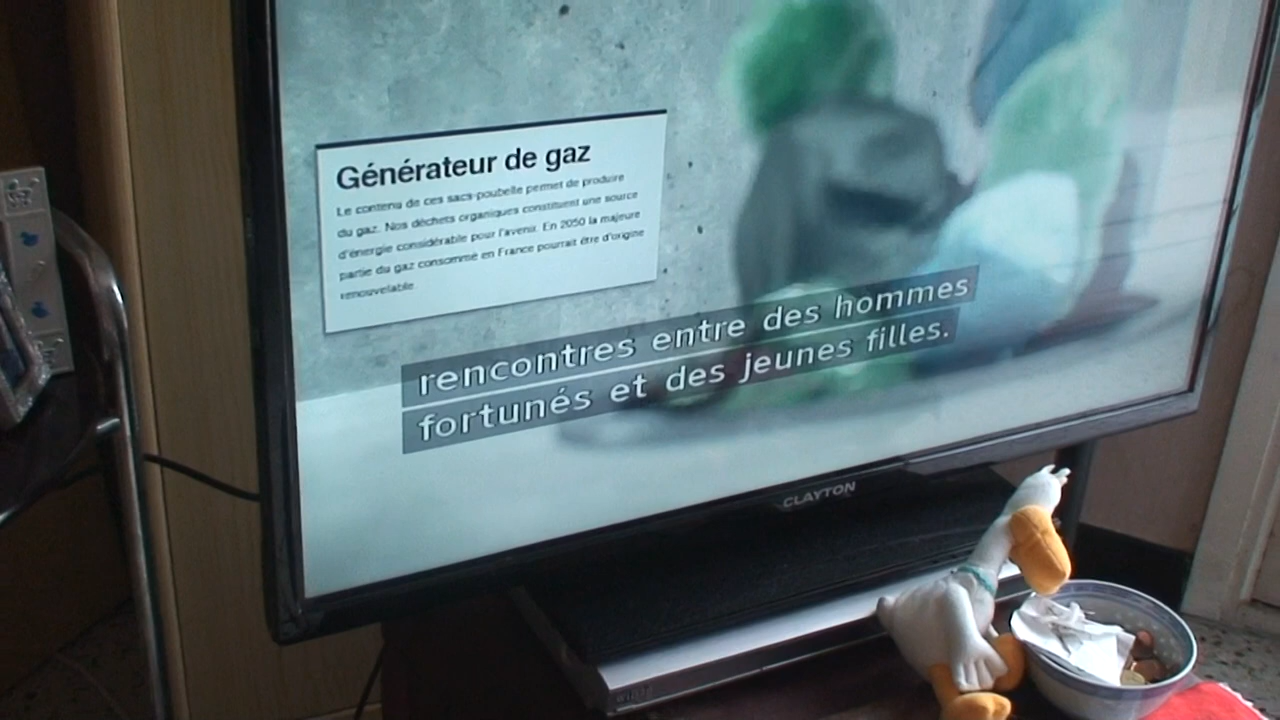 Générateur de gaz
Le contenu de ces sacs-poubelle permet de produire
du gaz. Nos déchets organiques constituent une source
d'énergie considérable pour l'avenir. En 2050 la majeure
partie du gaz consommé en France pourrait être d'origine
renouvelable.
rencontres entre des hommes
fortunés et des jeunes filles.
CLAYTON